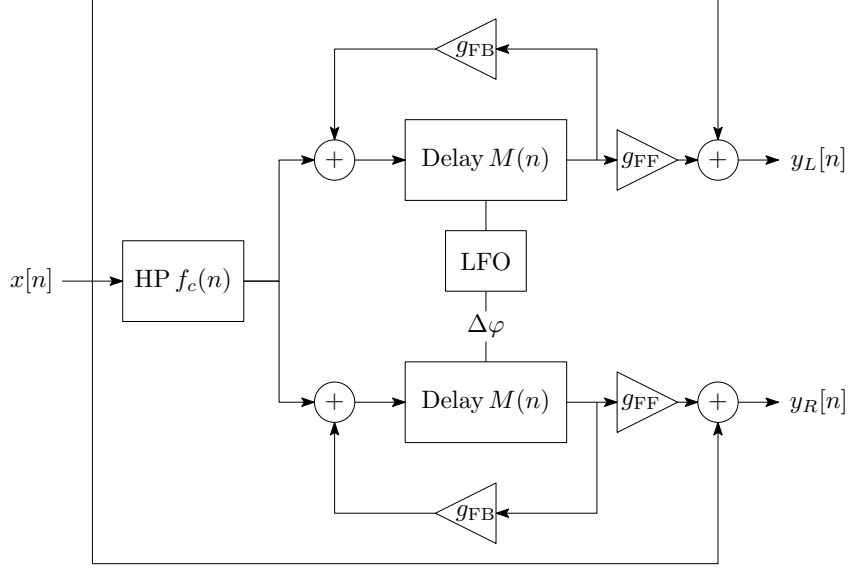 g_FB
+ Delay M(n) g_FF + y_L[n]
x[n] HP f_c(n) LFO
Δφ
+ Delay M(n) g_FF + y_R[n]
g_FB